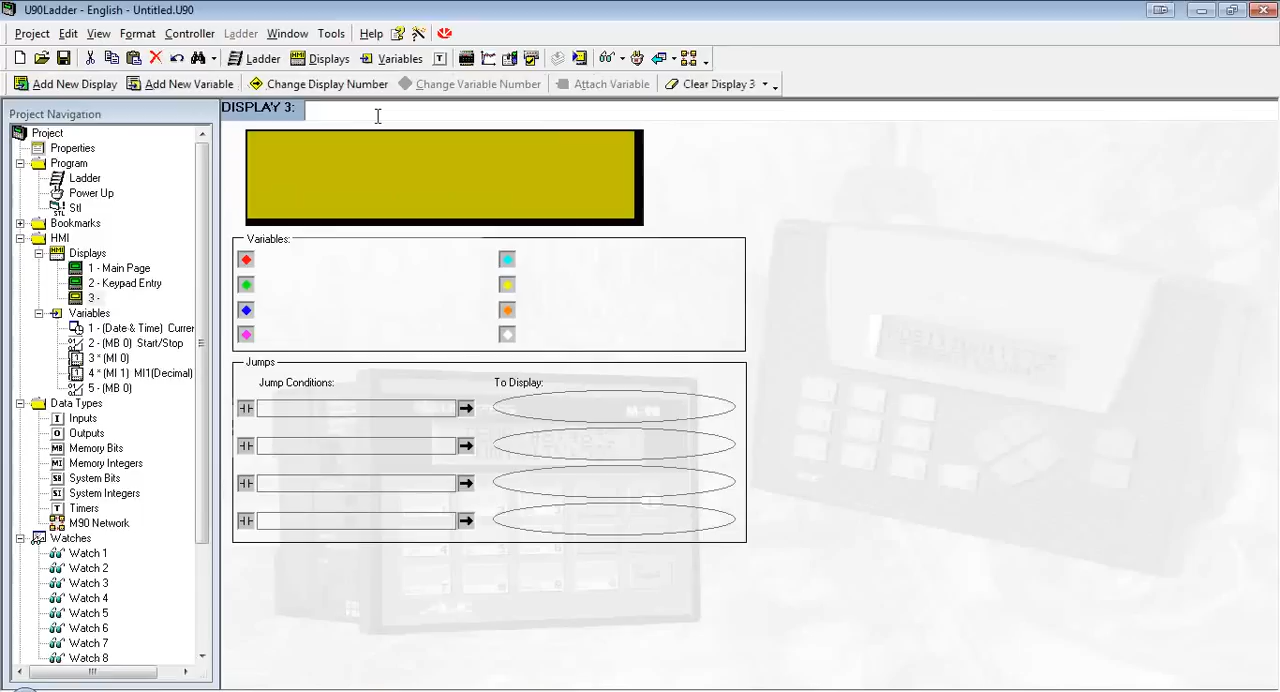 U90Ladder - English - Untitled.U90
Project Edit View Format Controller Ladder Window Tools Help
Ladder Displays Variables T
Add New Display Add New Variable Change Display Number Change Variable Number Attach Variable Clear Display 3
Project Navigation
Project
Properties
Program
Ladder
Power Up
Stl
Bookmarks
HMI
Displays
1 - Main Page
2 - Keypad Entry
3 -
Variables
1 - (Date & Time) Currer
2 - (MB 0) Start/Stop
3 * (MI 0)
4 * (MI 1) MI1(Decimal)
5 - (MB 0)
Data Types
Inputs
Outputs
Memory Bits
Memory Integers
System Bits
System Integers
Timers
M90 Network
Watches
Watch 1
Watch 2
Watch 3
Watch 4
Watch 5
Watch 6
Watch 7
Watch 8
DISPLAY 3:
Variables:
Jumps
Jump Conditions: To Display: